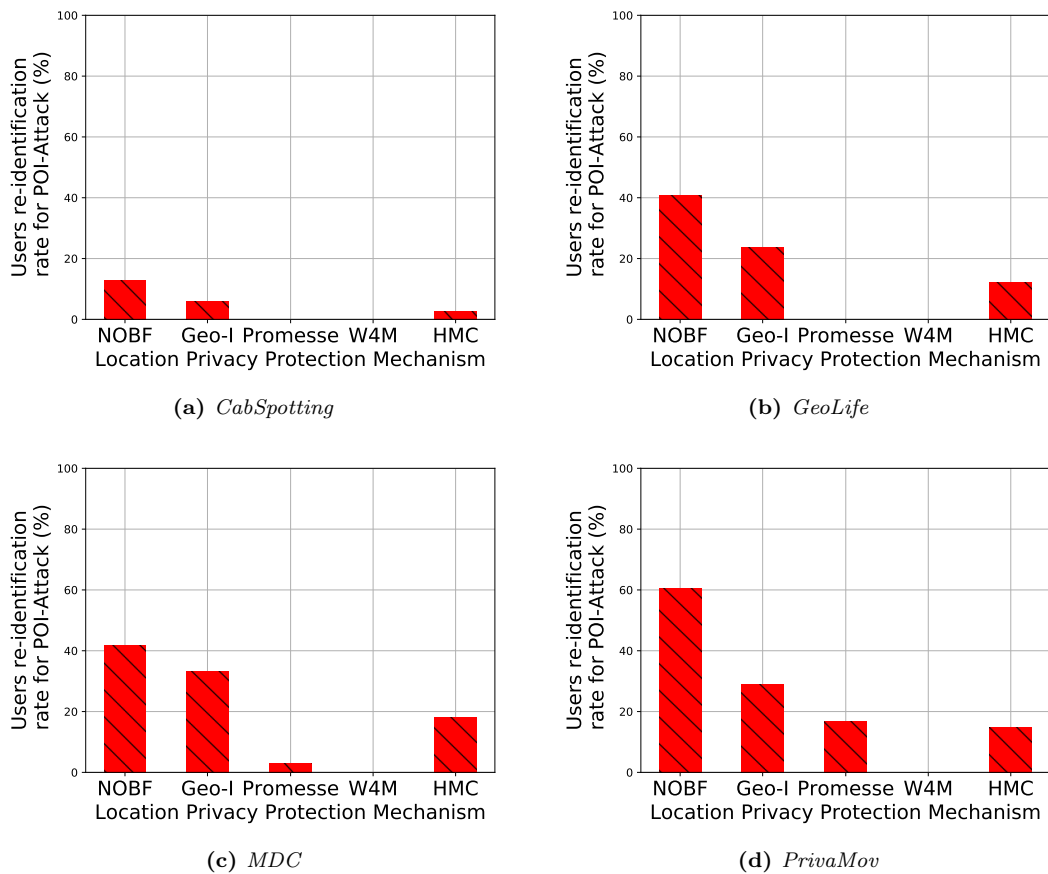 100
80
60
40
20
0
Users re-identification
rate for POI-Attack (%)
NOBF Geo-I Promesse W4M HMC
Location Privacy Protection Mechanism
(a) CabSpotting
100
80
60
40
20
0
Users re-identification
rate for POI-Attack (%)
NOBF Geo-I Promesse W4M HMC
Location Privacy Protection Mechanism
(b) GeoLife
100
80
60
40
20
0
Users re-identification
rate for POI-Attack (%)
NOBF Geo-I Promesse W4M HMC
Location Privacy Protection Mechanism
(c) MDC
100
80
60
40
20
0
Users re-identification
rate for POI-Attack (%)
NOBF Geo-I Promesse W4M HMC
Location Privacy Protection Mechanism
(d) PrivaMov